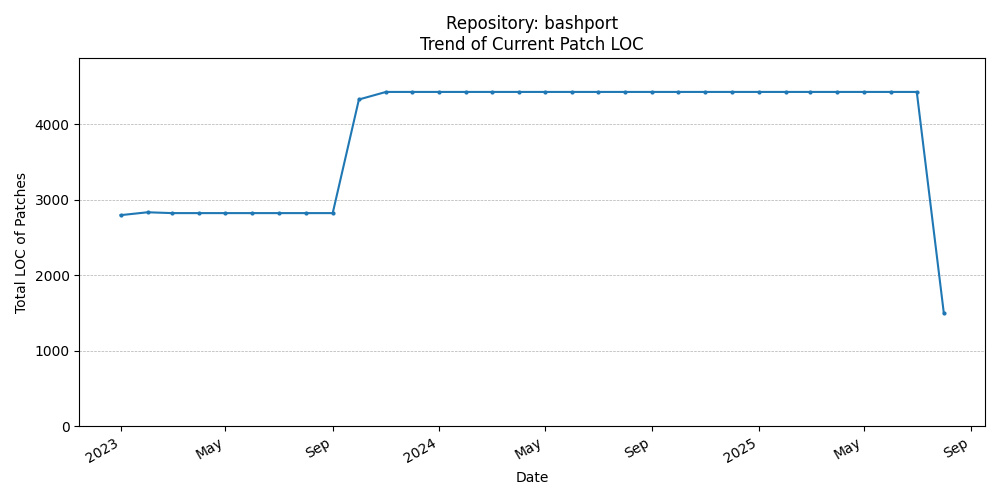 Repository: bashport
Trend of Current Patch LOC
Total LOC of Patches
4000
3000
2000
1000
0
2023
May
Sep
2024
May
Sep
2025
May
Sep
Date